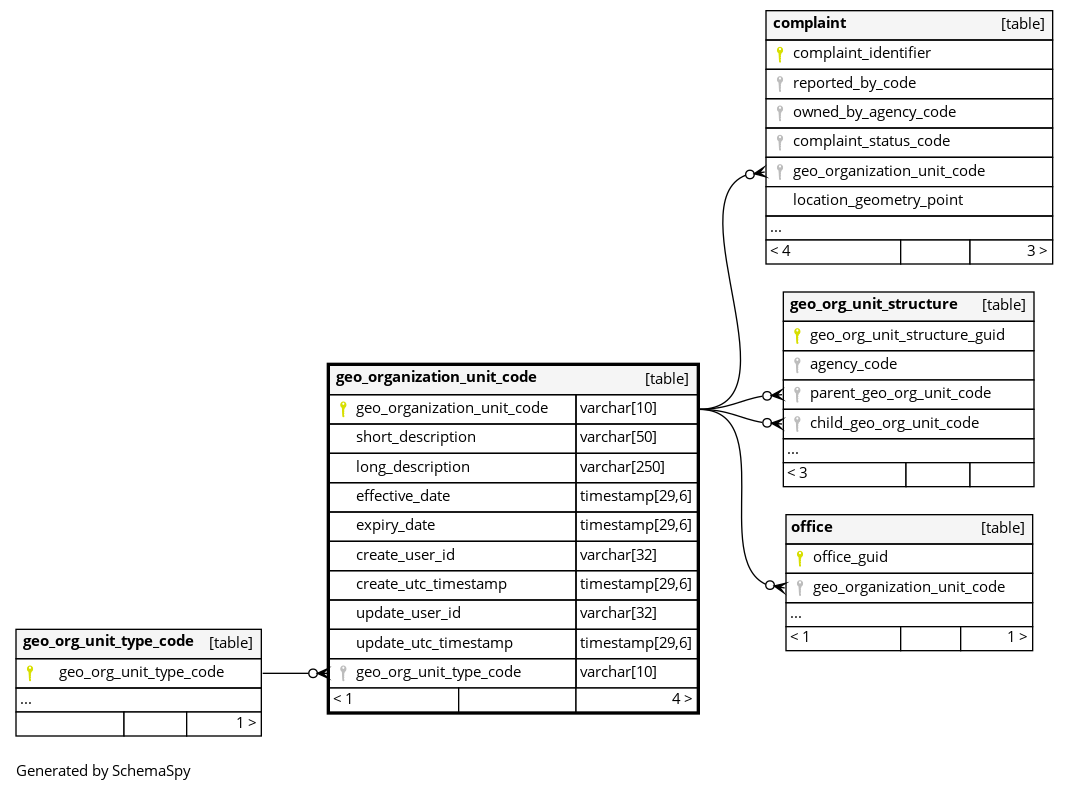 complaint [table]
complaint_identifier
reported_by_code
owned_by_agency_code
complaint_status_code
geo_organization_unit_code
location_geometry_point
...
< 4 3 >
geo_org_unit_structure [table]
geo_org_unit_structure_guid
agency_code
parent_geo_org_unit_code
child_geo_org_unit_code
...
< 3
geo_organization_unit_code [table]
geo_organization_unit_code varchar[10]
short_description varchar[50]
long_description varchar[250]
effective_date timestamp[29,6]
expiry_date timestamp[29,6]
create_user_id varchar[32]
create_utc_timestamp timestamp[29,6]
update_user_id varchar[32]
update_utc_timestamp timestamp[29,6]
geo_org_unit_type_code varchar[10]
< 1 4 >
office [table]
office_guid
geo_organization_unit_code
...
< 1 1 >
geo_org_unit_type_code [table]
geo_org_unit_type_code
...
1 >
Generated by SchemaSpy